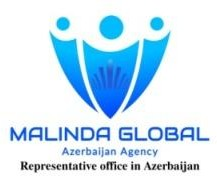 MALINDA GLOBAL
Azerbaijan Agency
Representative office in Azerbaijan